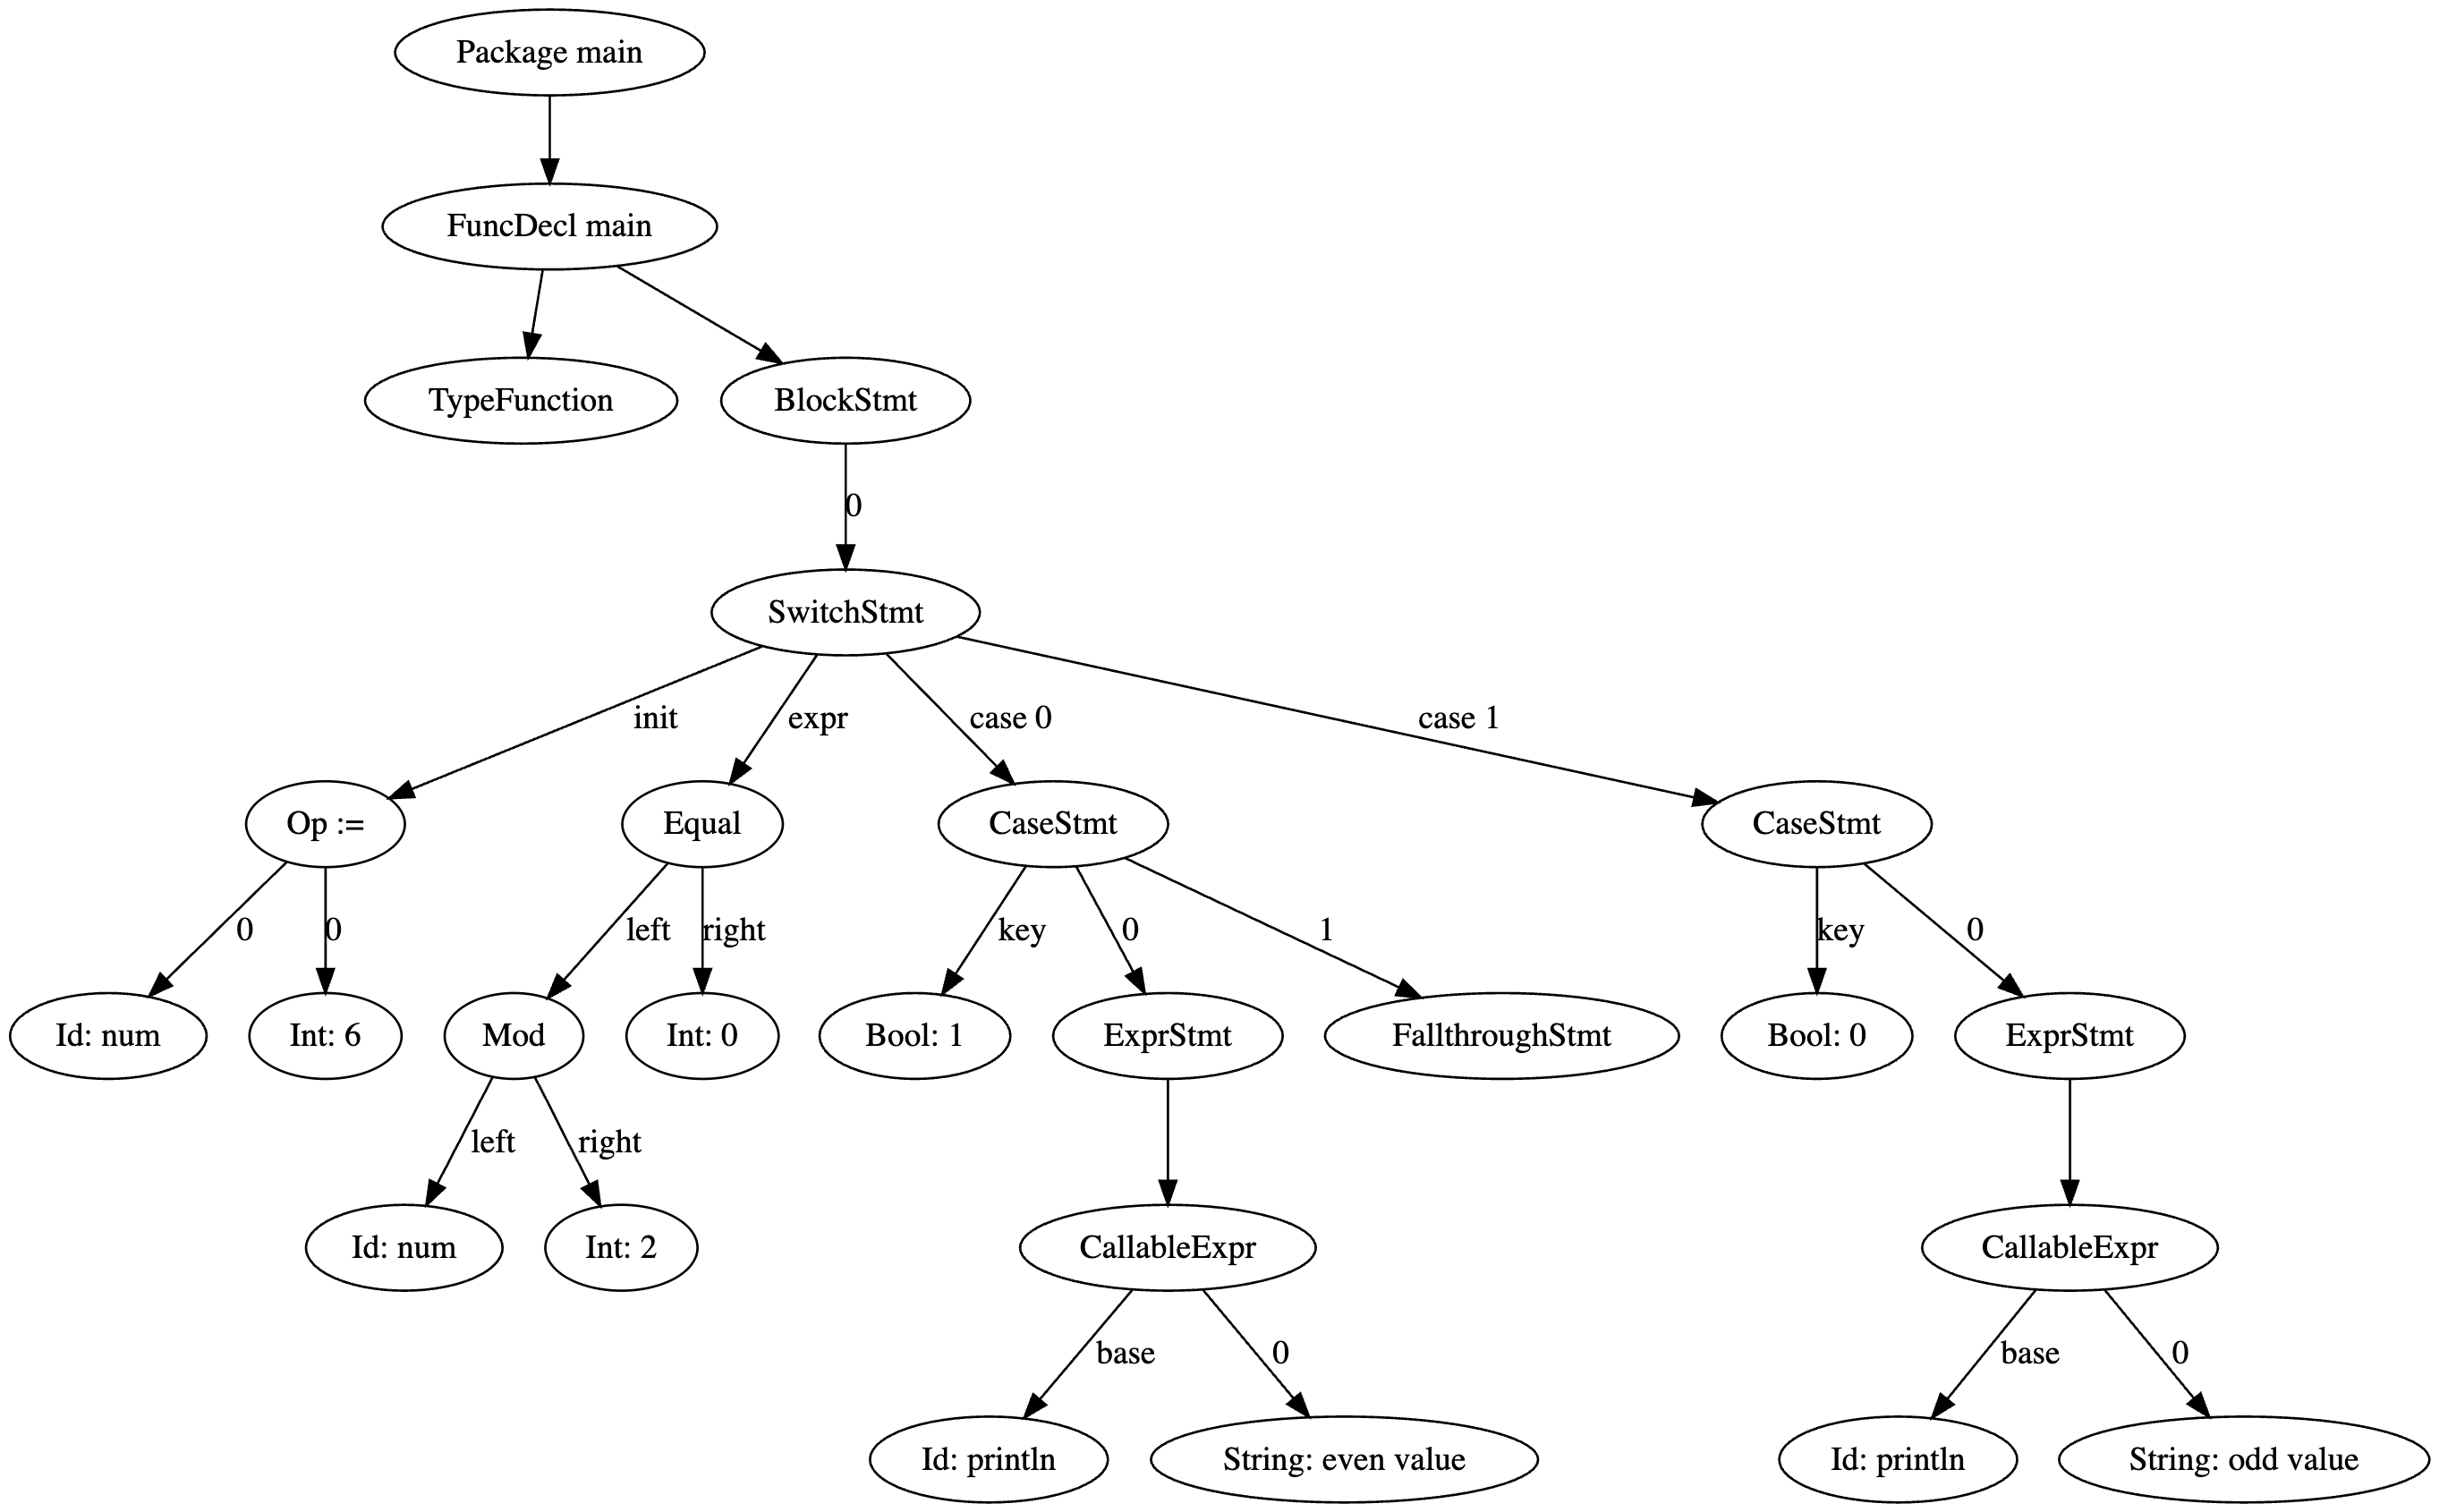 Package main
FuncDecl main
TypeFunction
BlockStmt
0
SwitchStmt
init
expr
case 0
case 1
Op :=
Equal
CaseStmt
CaseStmt
0
0
left
right
key
0
1
key
0
Id: num
Int: 6
Mod
Int: 0
Bool: 1
ExprStmt
FallthroughStmt
Bool: 0
ExprStmt
left
right
Id: num
Int: 2
CallableExpr
CallableExpr
base
0
base
0
Id: println
String: even value
Id: println
String: odd value